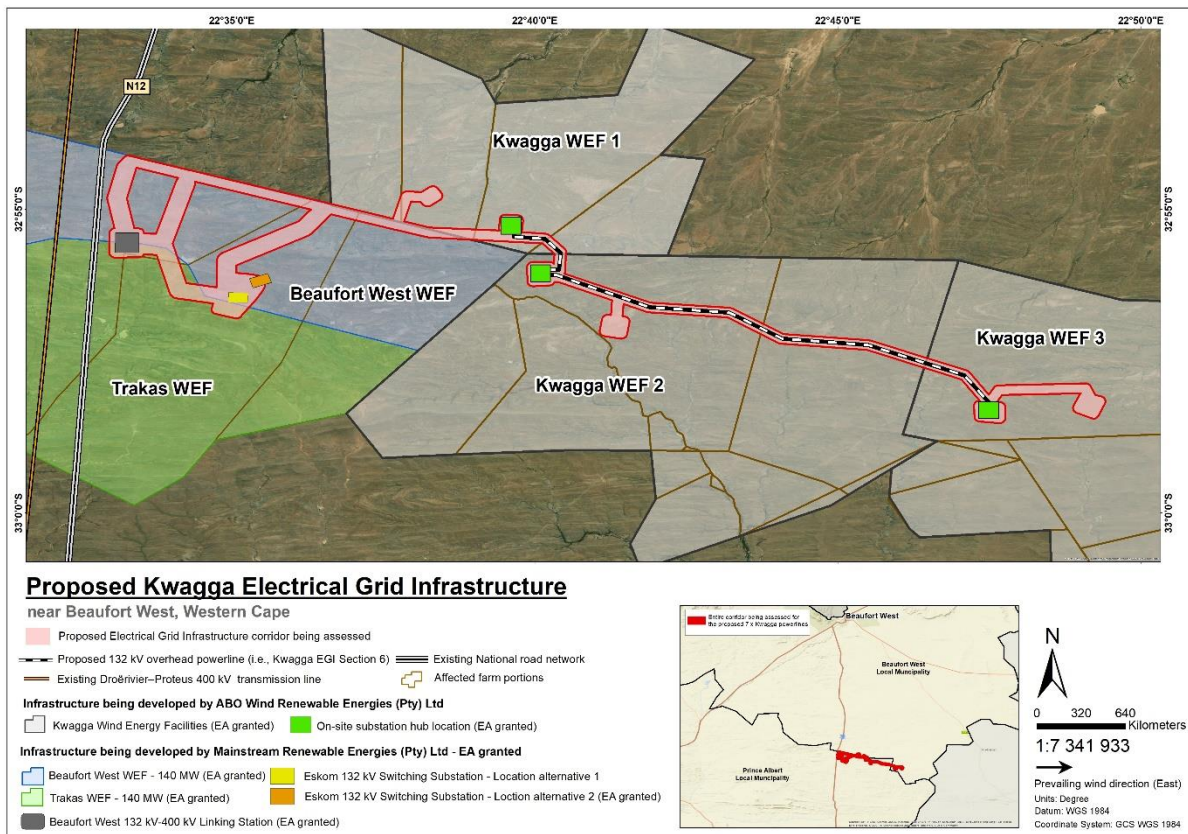 22°35'0"E 22°40'0"E 22°45'0"E 22°50'0"E
N12
Kwagga WEF 1
32°55'0"S 32°55'0"S
Beaufort West WEF
Kwagga WEF 3
Trakas WEF
Kwagga WEF 2
33°0'0"S 33°0'0"S
Proposed Kwagga Electrical Grid Infrastructure
near Beaufort West, Western Cape
Proposed Electrical Grid Infrastructure corridor being assessed
Proposed 132 kV overhead powerline (i.e., Kwagga EGI Section 6) Existing National road network
Existing Droërivier–Proteus 400 kV transmission line Affected farm portions
Infrastructure being developed by ABO Wind Renewable Energies (Pty) Ltd
Kwagga Wind Energy Facilities (EA granted) On-site substation hub location (EA granted)
Infrastructure being developed by Mainstream Renewable Energies (Pty) Ltd - EA granted
Beaufort West WEF - 140 MW (EA granted) Eskom 132 kV Switching Substation - Location alternative 1
Trakas WEF - 140 MW (EA granted) Eskom 132 kV Switching Substation - Loction alternative 2 (EA granted)
Beaufort West 132 kV-400 kV Linking Station (EA granted)
Entire corridor being assessed for
the proposed 7 x Kwagga powerlines
Beaufort West
Beaufort West
Local Municipality
Prince Albert
Local Municipality
N
0 320 640
Kilometers
1:7 341 933
Prevailing wind direction (East)
Units: Degree
Datum: WGS 1984
Coordinate System: GCS WGS 1984